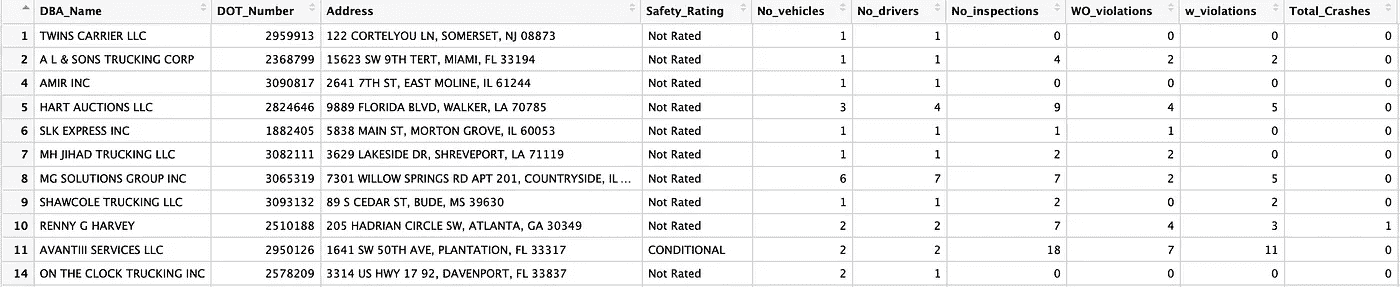 DBA_Name DOT_Number Address Safety_Rating No_vehicles No_drivers No_inspections WO_violations w_violations Total_Crashes
1 TWINS CARRIER LLC 2959913 122 CORTELYOU LN, SOMERSET, NJ 08873 Not Rated 1 1 0 0 0 0
2 A L & SONS TRUCKING CORP 2368799 15623 SW 9TH TERT, MIAMI, FL 33194 Not Rated 1 1 4 2 2 0
4 AMIR INC 3090817 2641 7TH ST, EAST MOLINE, IL 61244 Not Rated 1 1 0 0 0 0
5 HART AUCTIONS LLC 2824646 9889 FLORIDA BLVD, WALKER, LA 70785 Not Rated 3 4 9 4 5 0
6 SLK EXPRESS INC 1882405 5838 MAIN ST, MORTON GROVE, IL 60053 Not Rated 1 1 1 1 0 0
7 MH JIHAD TRUCKING LLC 3082111 3629 LAKESIDE DR, SHREVEPORT, LA 71119 Not Rated 1 1 2 2 0 0
8 MG SOLUTIONS GROUP INC 3065319 7301 WILLOW SPRINGS RD APT 201, COUNTRYSIDE, IL ... Not Rated 6 7 7 2 5 0
9 SHAWCOLE TRUCKING LLC 3093132 89 S CEDAR ST, BUDE, MS 39630 Not Rated 1 1 2 0 2 0
10 RENNY G HARVEY 2510188 205 HADRIAN CIRCLE SW, ATLANTA, GA 30349 Not Rated 2 2 7 4 3 1
11 AVANTIII SERVICES LLC 2950126 1641 SW 50TH AVE, PLANTATION, FL 33317 CONDITIONAL 2 2 18 7 11 0
14 ON THE CLOCK TRUCKING INC 2578209 3314 US HWY 17 92, DAVENPORT, FL 33837 Not Rated 2 1 0 0 0 0